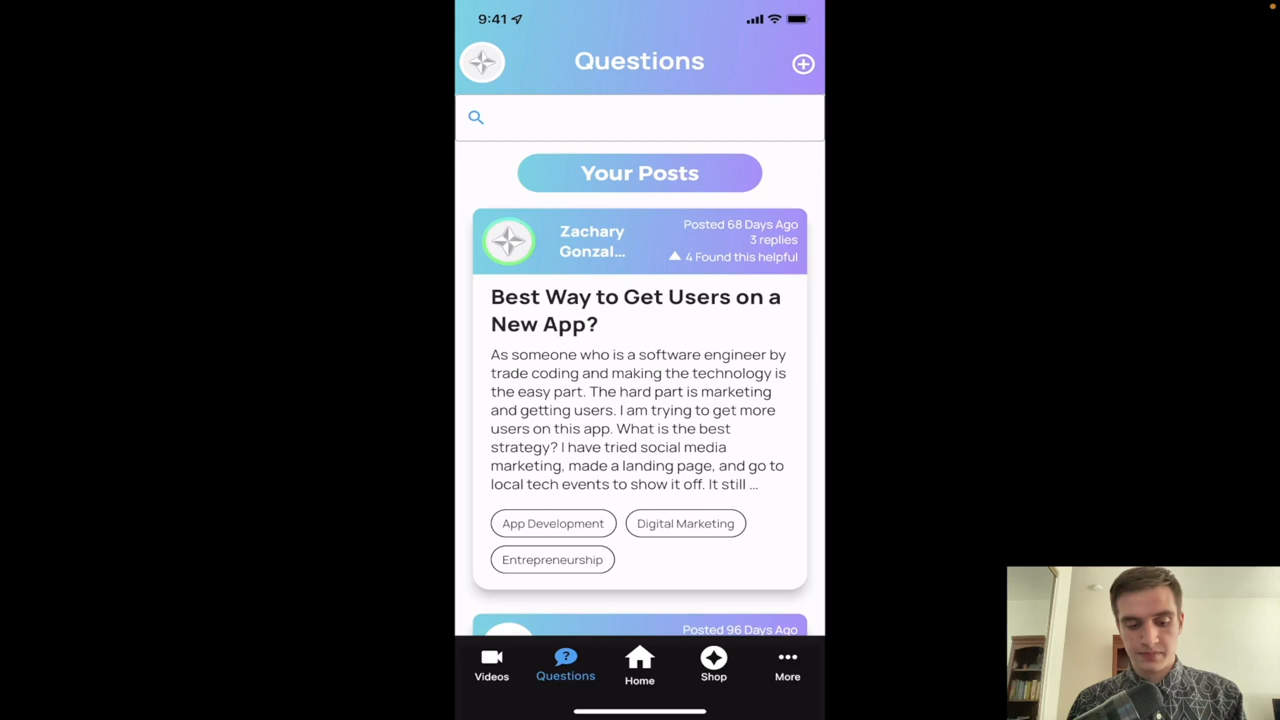 9:41
Questions
Your Posts
Zachary
Gonzal...
Posted 68 Days Ago
3 replies
4 Found this helpful
Best Way to Get Users on a
New App?
As someone who is a software engineer by
trade coding and making the technology is
the easy part. The hard part is marketing
and getting users. I am trying to get more
users on this app. What is the best
strategy? I have tried social media
marketing, made a landing page, and go to
local tech events to show it off. It still ...
App Development
Digital Marketing
Entrepreneurship
Posted 96 Days Ago
Videos
Questions
Home
Shop
More